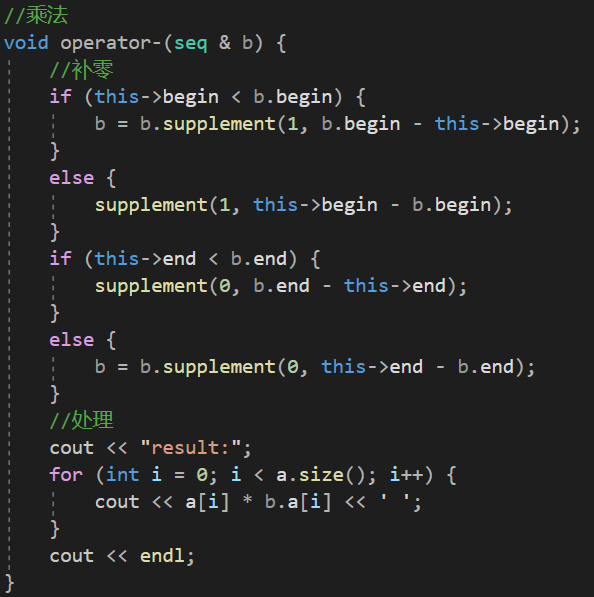 //乘法
void operator-(seq & b) {
//补零
if (this->begin < b.begin) {
b = b.supplement(1, b.begin - this->begin);
}
else {
supplement(1, this->begin - b.begin);
}
if (this->end < b.end) {
supplement(0, b.end - this->end);
}
else {
b = b.supplement(0, this->end - b.end);
}
//处理
cout << "result:";
for (int i = 0; i < a.size(); i++) {
cout << a[i] * b.a[i] << ' ';
}
cout << endl;
}